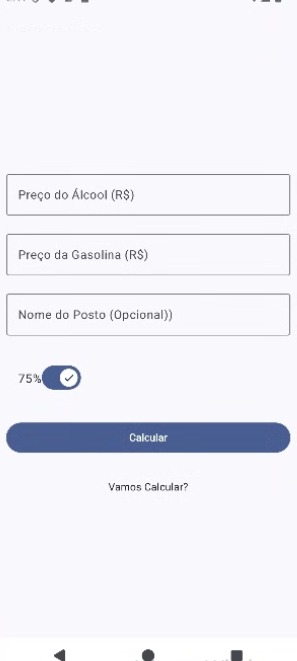 Preço do Álcool (R$)
Preço da Gasolina (R$)
Nome do Posto (Opcional))
75%
Calcular
Vamos Calcular?